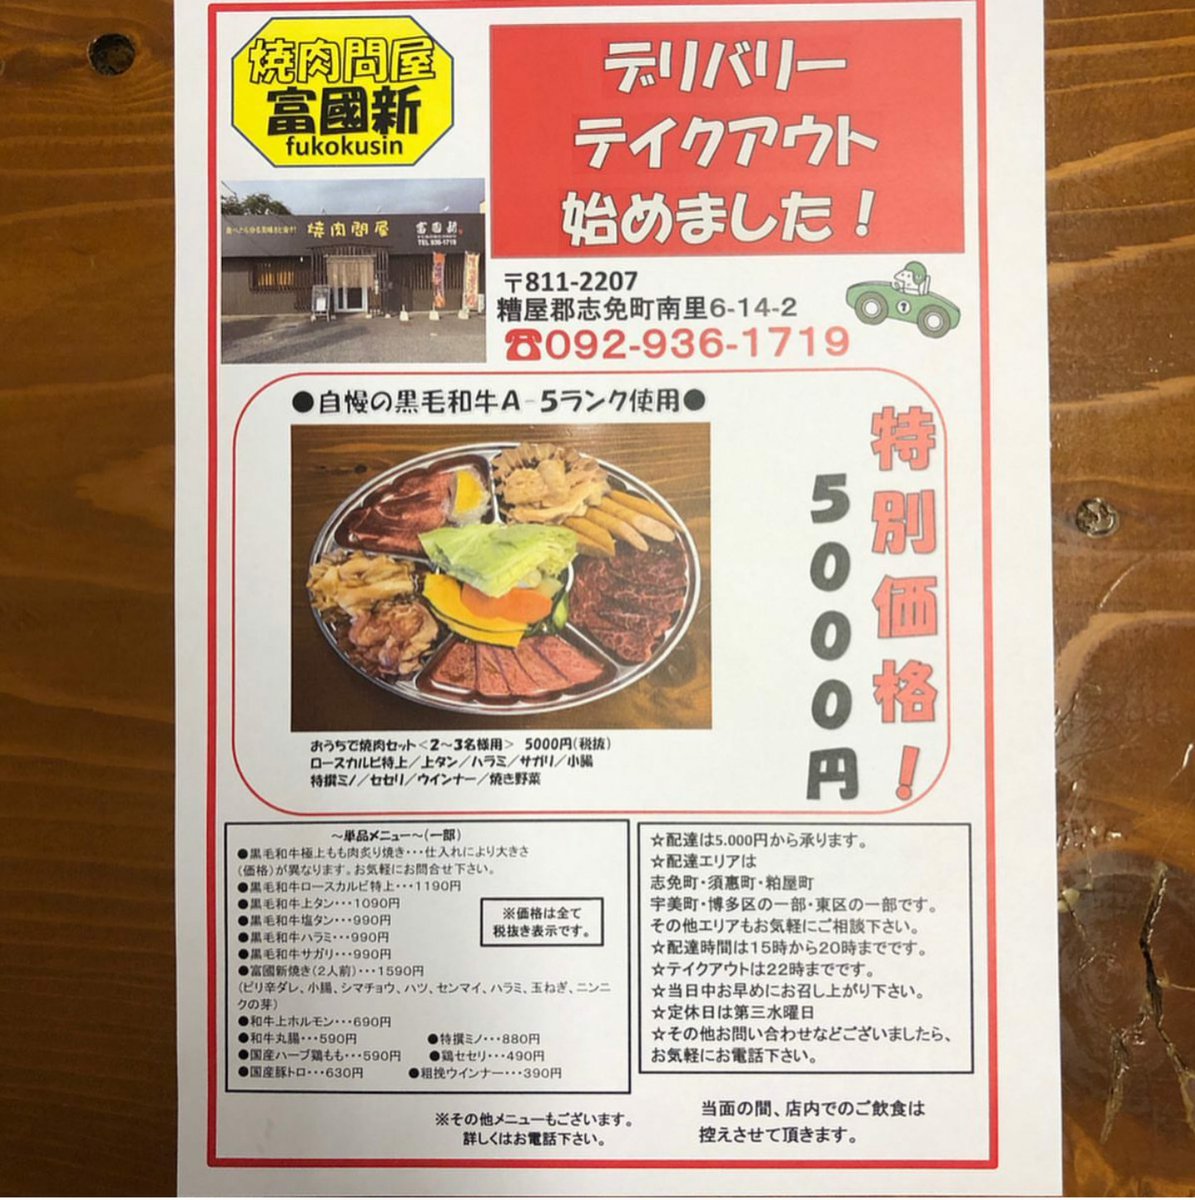 焼肉問屋
富國新
fukokusin
デリバリー
テイクアウト
始めました！
焼肉問屋
富國新
TEL 936-1719
〒811-2207
糟屋郡志免町南里6-14-2
☎092-936-1719
●自慢の黒毛和牛A-5ランク使用●
特別価格！
5000円
おうちで焼肉セット＜2～3名様用＞ 5000円(税抜)
ロースカルビ特上／上タン／ハラミ／サガリ／小腸
特撰ミノ／セセリ／ウインナー／焼き野菜
～単品メニュー～(一部)
●黒毛和牛極上もも肉炙り焼き・・・仕入れにより大きさ
(価格)が異なります。お気軽にお問合せ下さい。
●黒毛和牛ロースカルビ特上・・・1190円
●黒毛和牛上タン・・・1090円
●黒毛和牛塩タン・・・990円
●黒毛和牛ハラミ・・・990円
●黒毛和牛サガリ・・・990円
●富國新焼き(2人前)・・・1590円
(ピリ辛ダレ、小腸、シマチョウ、ハツ、センマイ、ハラミ、玉ねぎ、ニンニ
クの芽)
●和牛上ホルモン・・・690円
●和牛丸腸・・・590円 ●特撰ミノ・・・880円
●国産ハーブ鶏もも・・・590円 ●鶏セセリ・・・490円
●国産豚トロ・・・630円 ●粗挽ウインナー・・・390円
※価格は全て
税抜き表示です。
☆配達は5.000円から承ります。
☆配達エリアは
志免町・須惠町・粕屋町
宇美町・博多区の一部・東区の一部です。
その他エリアもお気軽にご相談下さい。
☆配達時間は15時から20時までです。
☆テイクアウトは22時までです。
☆当日中お早めにお召し上がり下さい。
☆定休日は第三水曜日
☆その他お問い合わせなどございましたら、
お気軽にお電話下さい。
※その他メニューもございます。
詳しくはお電話下さい。
当面の間、店内でのご飲食は
控えさせて頂きます。